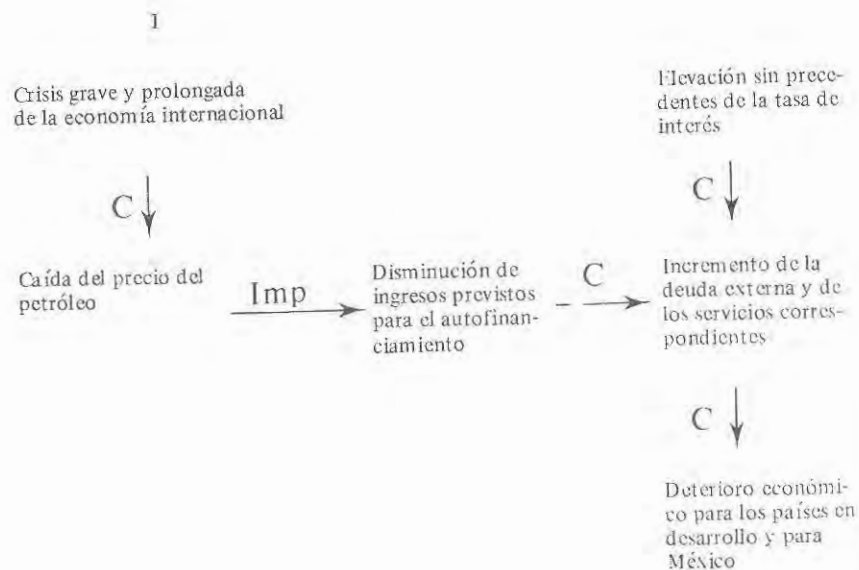 I
Crisis grave y prolongada
de la economía internacional
C
Caída del precio del
petróleo
Imp
Disminución de
ingresos previstos
para el autofinan-
ciamiento
C
Elevación sin prece-
dentes de la tasa de
interés
C
Incremento de la
deuda externa y de
los servicios corres-
pondientes
C
Deterioro económi-
co para los países en
desarrollo y para
México